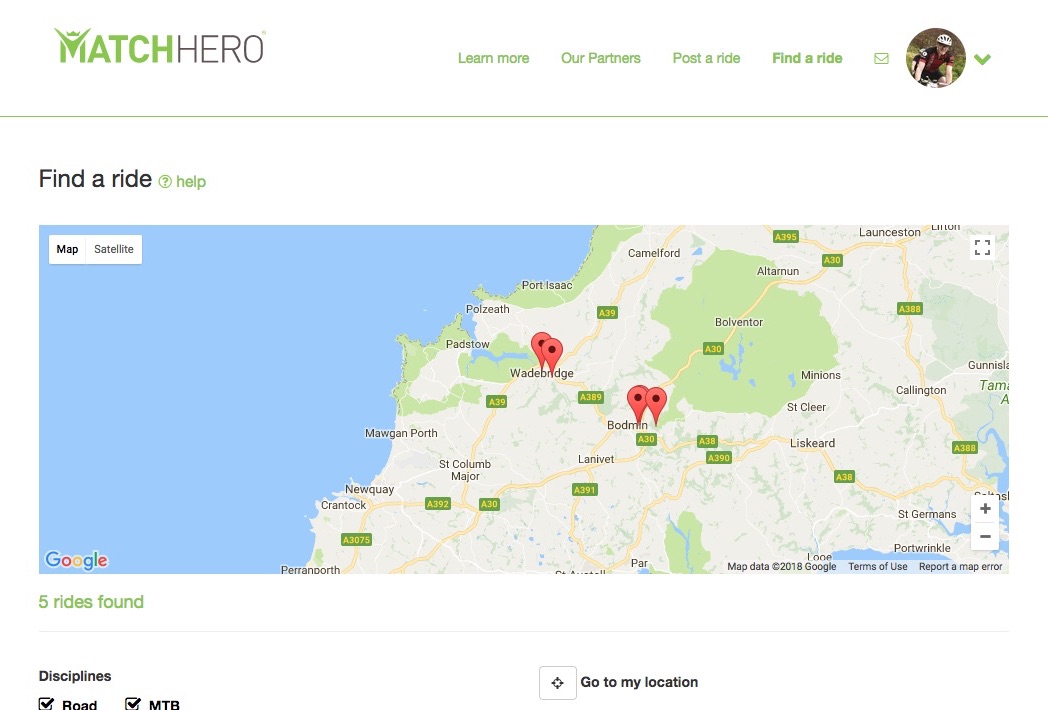 MATCHHERO
Learn more
Our Partners
Post a ride
Find a ride
Find a ride help
Map
Satellite
A395
Launceston
Camelford
A30
Altarnun
Port Isaac
Polzeath
A39
A388
Bolventor
Padstow
A30
Wadebridge
Minions
Gunnisla
Callington
Tama
A
A389
A39
St Cleer
Bodmin
Mawgan Porth
A30
A38
Liskeard
A388
A390
Lanivet
St Columb
Major
A38
Newquay
A391
Crantock
A392
A30
St Germans
A3075
Portwrinkle
Looe
Par
Perranporth
St Austell
Google
Map data ©2018 Google
Terms of Use
Report a map error
5 rides found
Disciplines
Go to my location
Road
MTB